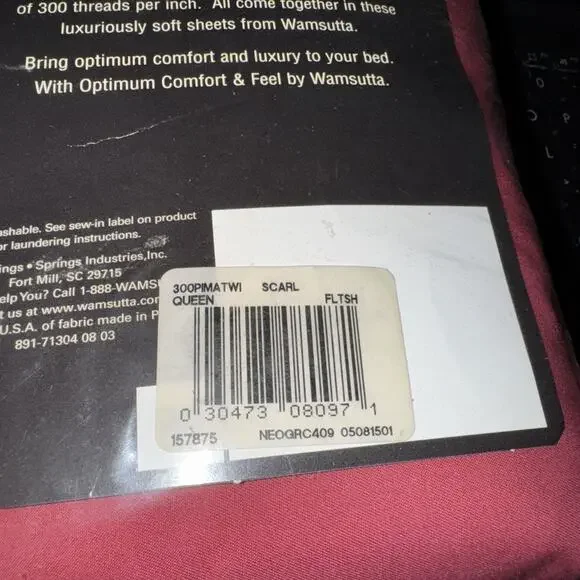 of 300 threads per inch. All come together in these
luxuriously soft sheets from Wamsutta.
Bring optimum comfort and luxury to your bed.
With Optimum Comfort & Feel by Wamsutta.
See sew-in label on product
laundering instructions.
• Springs Industries,Inc.
Fort Mill, SC 29715
You? Call 1-888-WAMS
us at www.wamsutta.co
U.S.A. of fabric made in P
891-71304 08 03
300PIMATWI SCARL
QUEEN FLTSH
0 30473 08097 1
157875 NEOGRC409 05081501